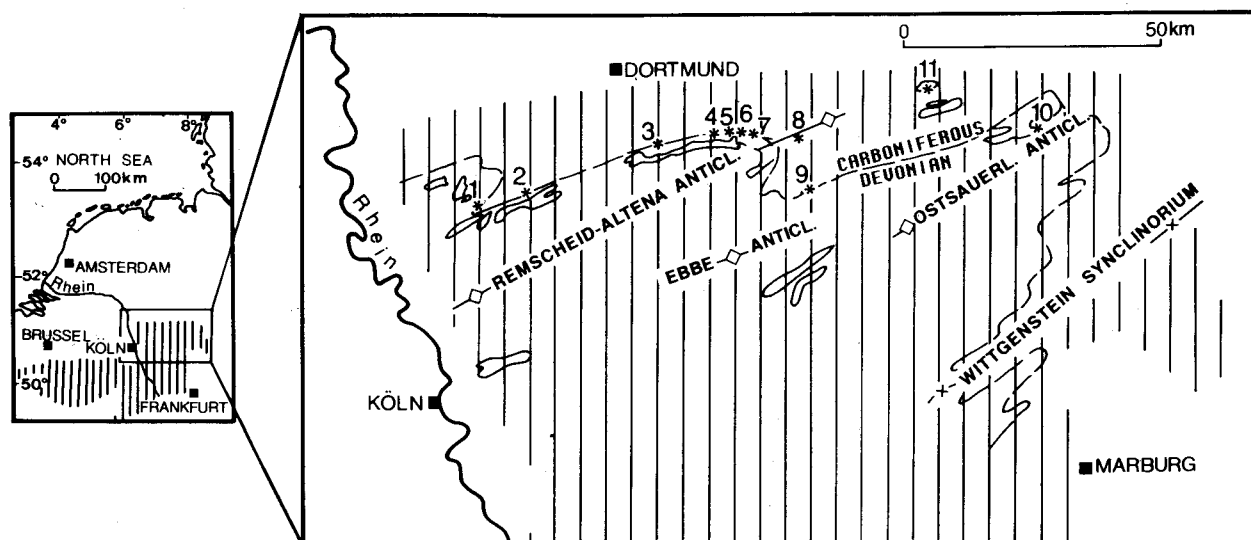 4° 6° 8°
54°
NORTH SEA
0 100km
52°
AMSTERDAM
Rhein
BRUSSEL
KÖLN
50°
FRANKFURT
0 50km
DORTMUND
11
10
1
2
3
4 5 6 7
8
9
CARBONIFEROUS
DEVONIAN
REMSCHEID-ALTENA ANTICL.
EBBE ANTICL.
OSTSAUERL. ANTICL.
WITTGENSTEIN SYNCLINORIUM
Rhein
KÖLN
MARBURG